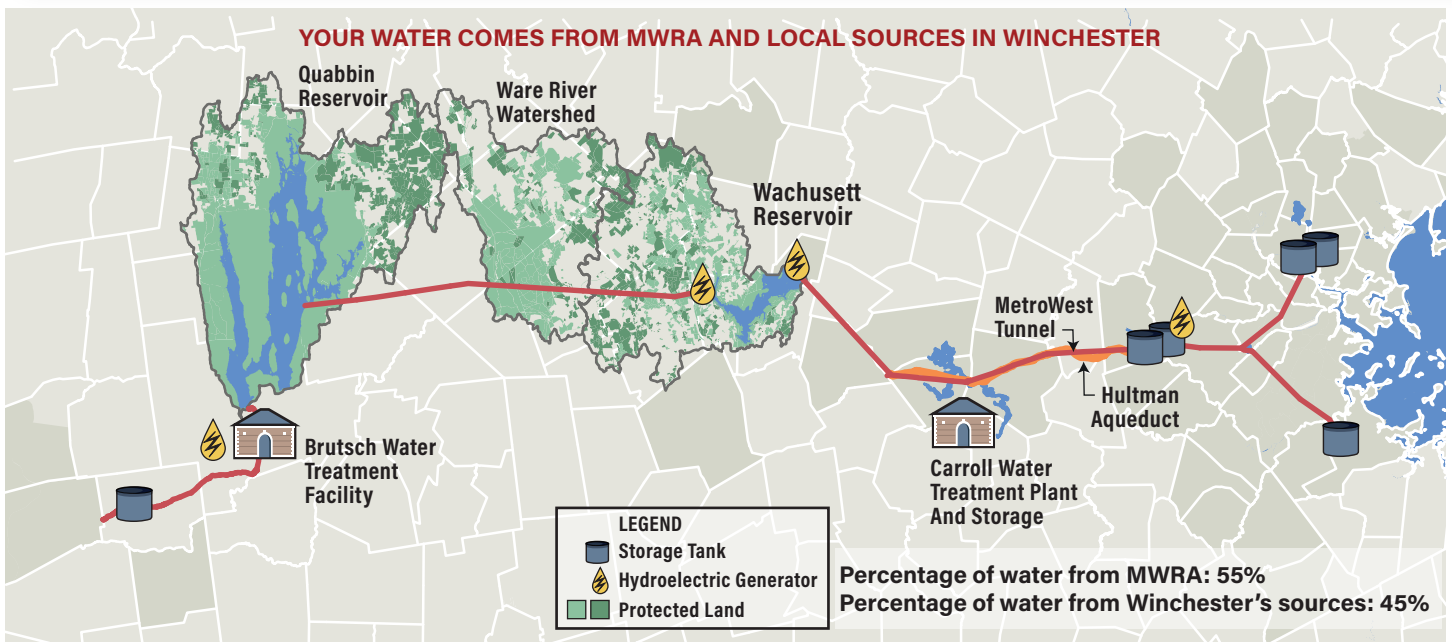 YOUR WATER COMES FROM MWRA AND LOCAL SOURCES IN WINCHESTER
Quabbin
Reservoir
Ware River
Watershed
Wachusett
Reservoir
MetroWest
Tunnel
Hultman
Aqueduct
Brutsch Water
Treatment
Facility
Carroll Water
Treatment Plant
And Storage
LEGEND
Storage Tank
Hydroelectric Generator
Protected Land
Percentage of water from MWRA: 55%
Percentage of water from Winchester's sources: 45%